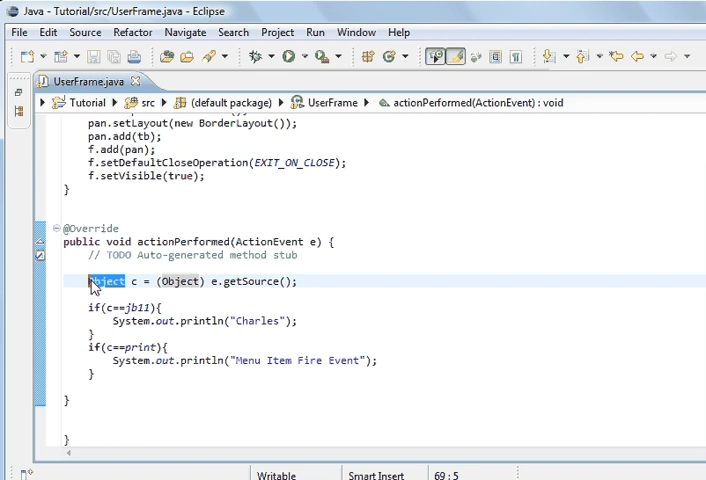 Java - Tutorial/src/UserFrame.java - Eclipse
File Edit Source Refactor Navigate Search Project Run Window Help
UserFrame.java
Tutorial src (default package) UserFrame actionPerformed(ActionEvent) : void
pan.setLayout(new BorderLayout());
pan.add(tb);
f.add(pan);
f.setDefaultCloseOperation(EXIT_ON_CLOSE);
f.setVisible(true);
}
@Override
public void actionPerformed(ActionEvent e) {
// TODO Auto-generated method stub
Object c = (Object) e.getSource();
if(c==jb11){
System.out.println("Charles");
}
if(c==print){
System.out.println("Menu Item Fire Event");
}
}
}
Writable Smart Insert 69 : 5